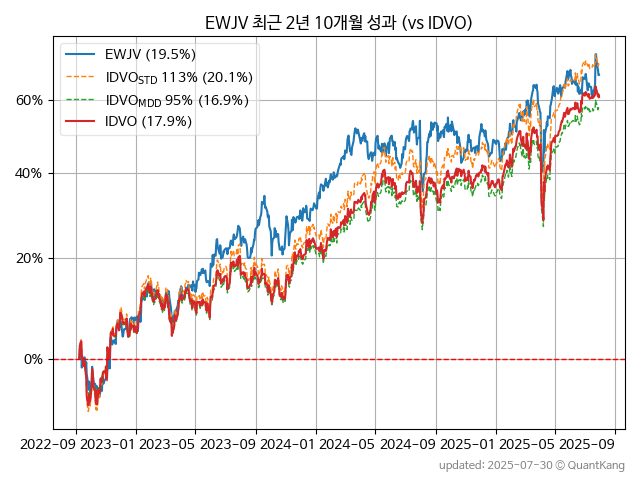 EWJV 최근 2년 10개월 성과 (vs IDVO)
EWJV (19.5%)
IDVOSTD 113% (20.1%)
IDVOMDD 95% (16.9%)
IDVO (17.9%)
60%
40%
20%
0%
2022-09 2023-01 2023-05 2023-09 2024-01 2024-05 2024-09 2025-01 2025-05 2025-09
updated: 2025-07-30 © QuantKang